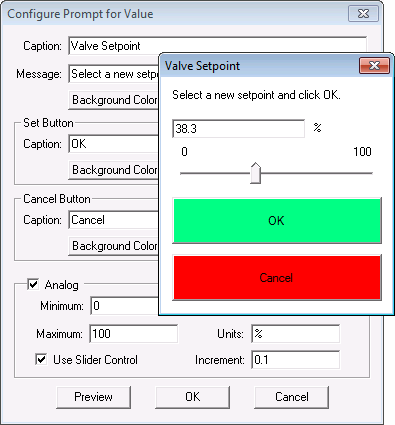 Configure Prompt for Value
Caption: Valve Setpoint
Message: Select a new setpo
Background Color
Set Button
Caption: OK
Background Color
Cancel Button
Caption: Cancel
Background Color
Analog
Minimum: 0
Maximum: 100 Units: %
Use Slider Control Increment: 0.1
Preview OK Cancel
Valve Setpoint
Select a new setpoint and click OK.
38.3 %
0 100
OK
Cancel